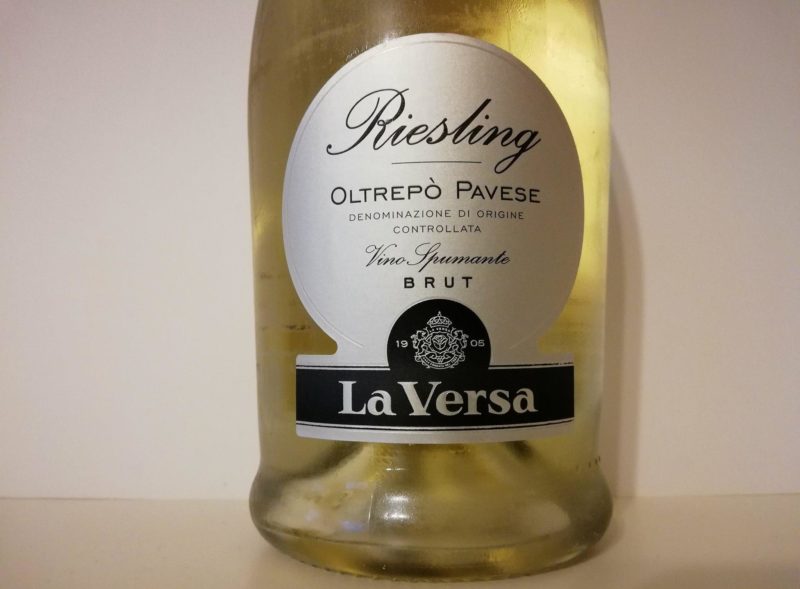 Riesling
OLTREPÒ PAVESE
DENOMINAZIONE DI ORIGINE
CONTROLLATA
Vino Spumante
BRUT
19 05
La Versa